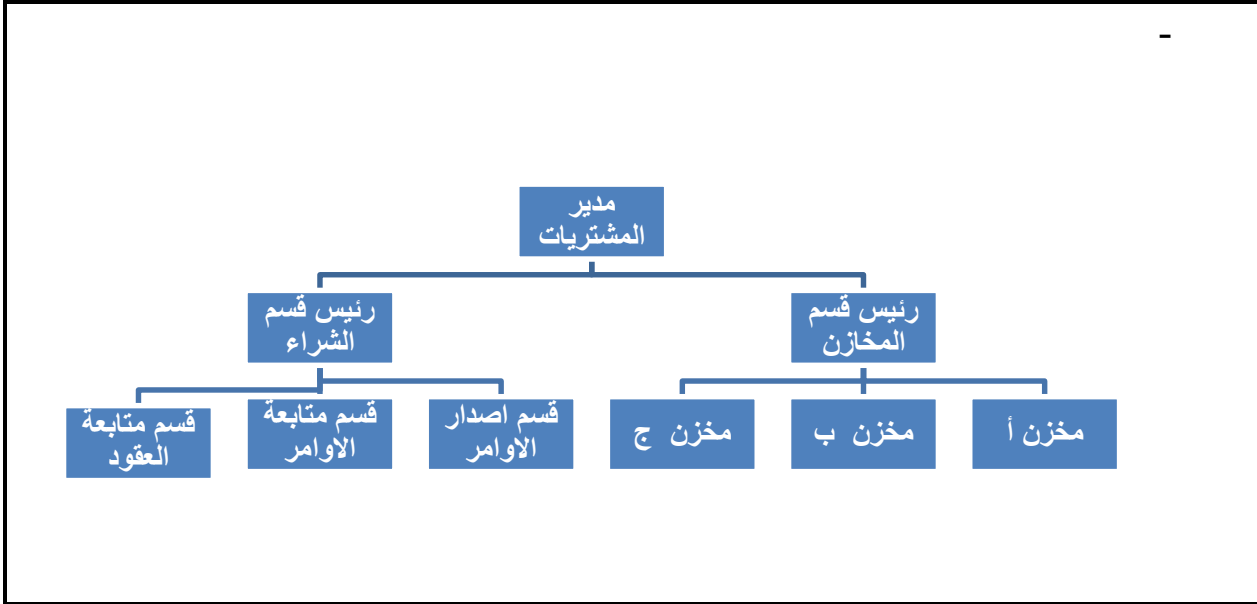 -
مدير
المشتريات
رئيس قسم
المخازن
رئيس قسم
الشراء
مخزن أ
مخزن ب
مخزن ج
قسم اصدار
الاوامر
قسم متابعة
الاوامر
قسم متابعة
العقود